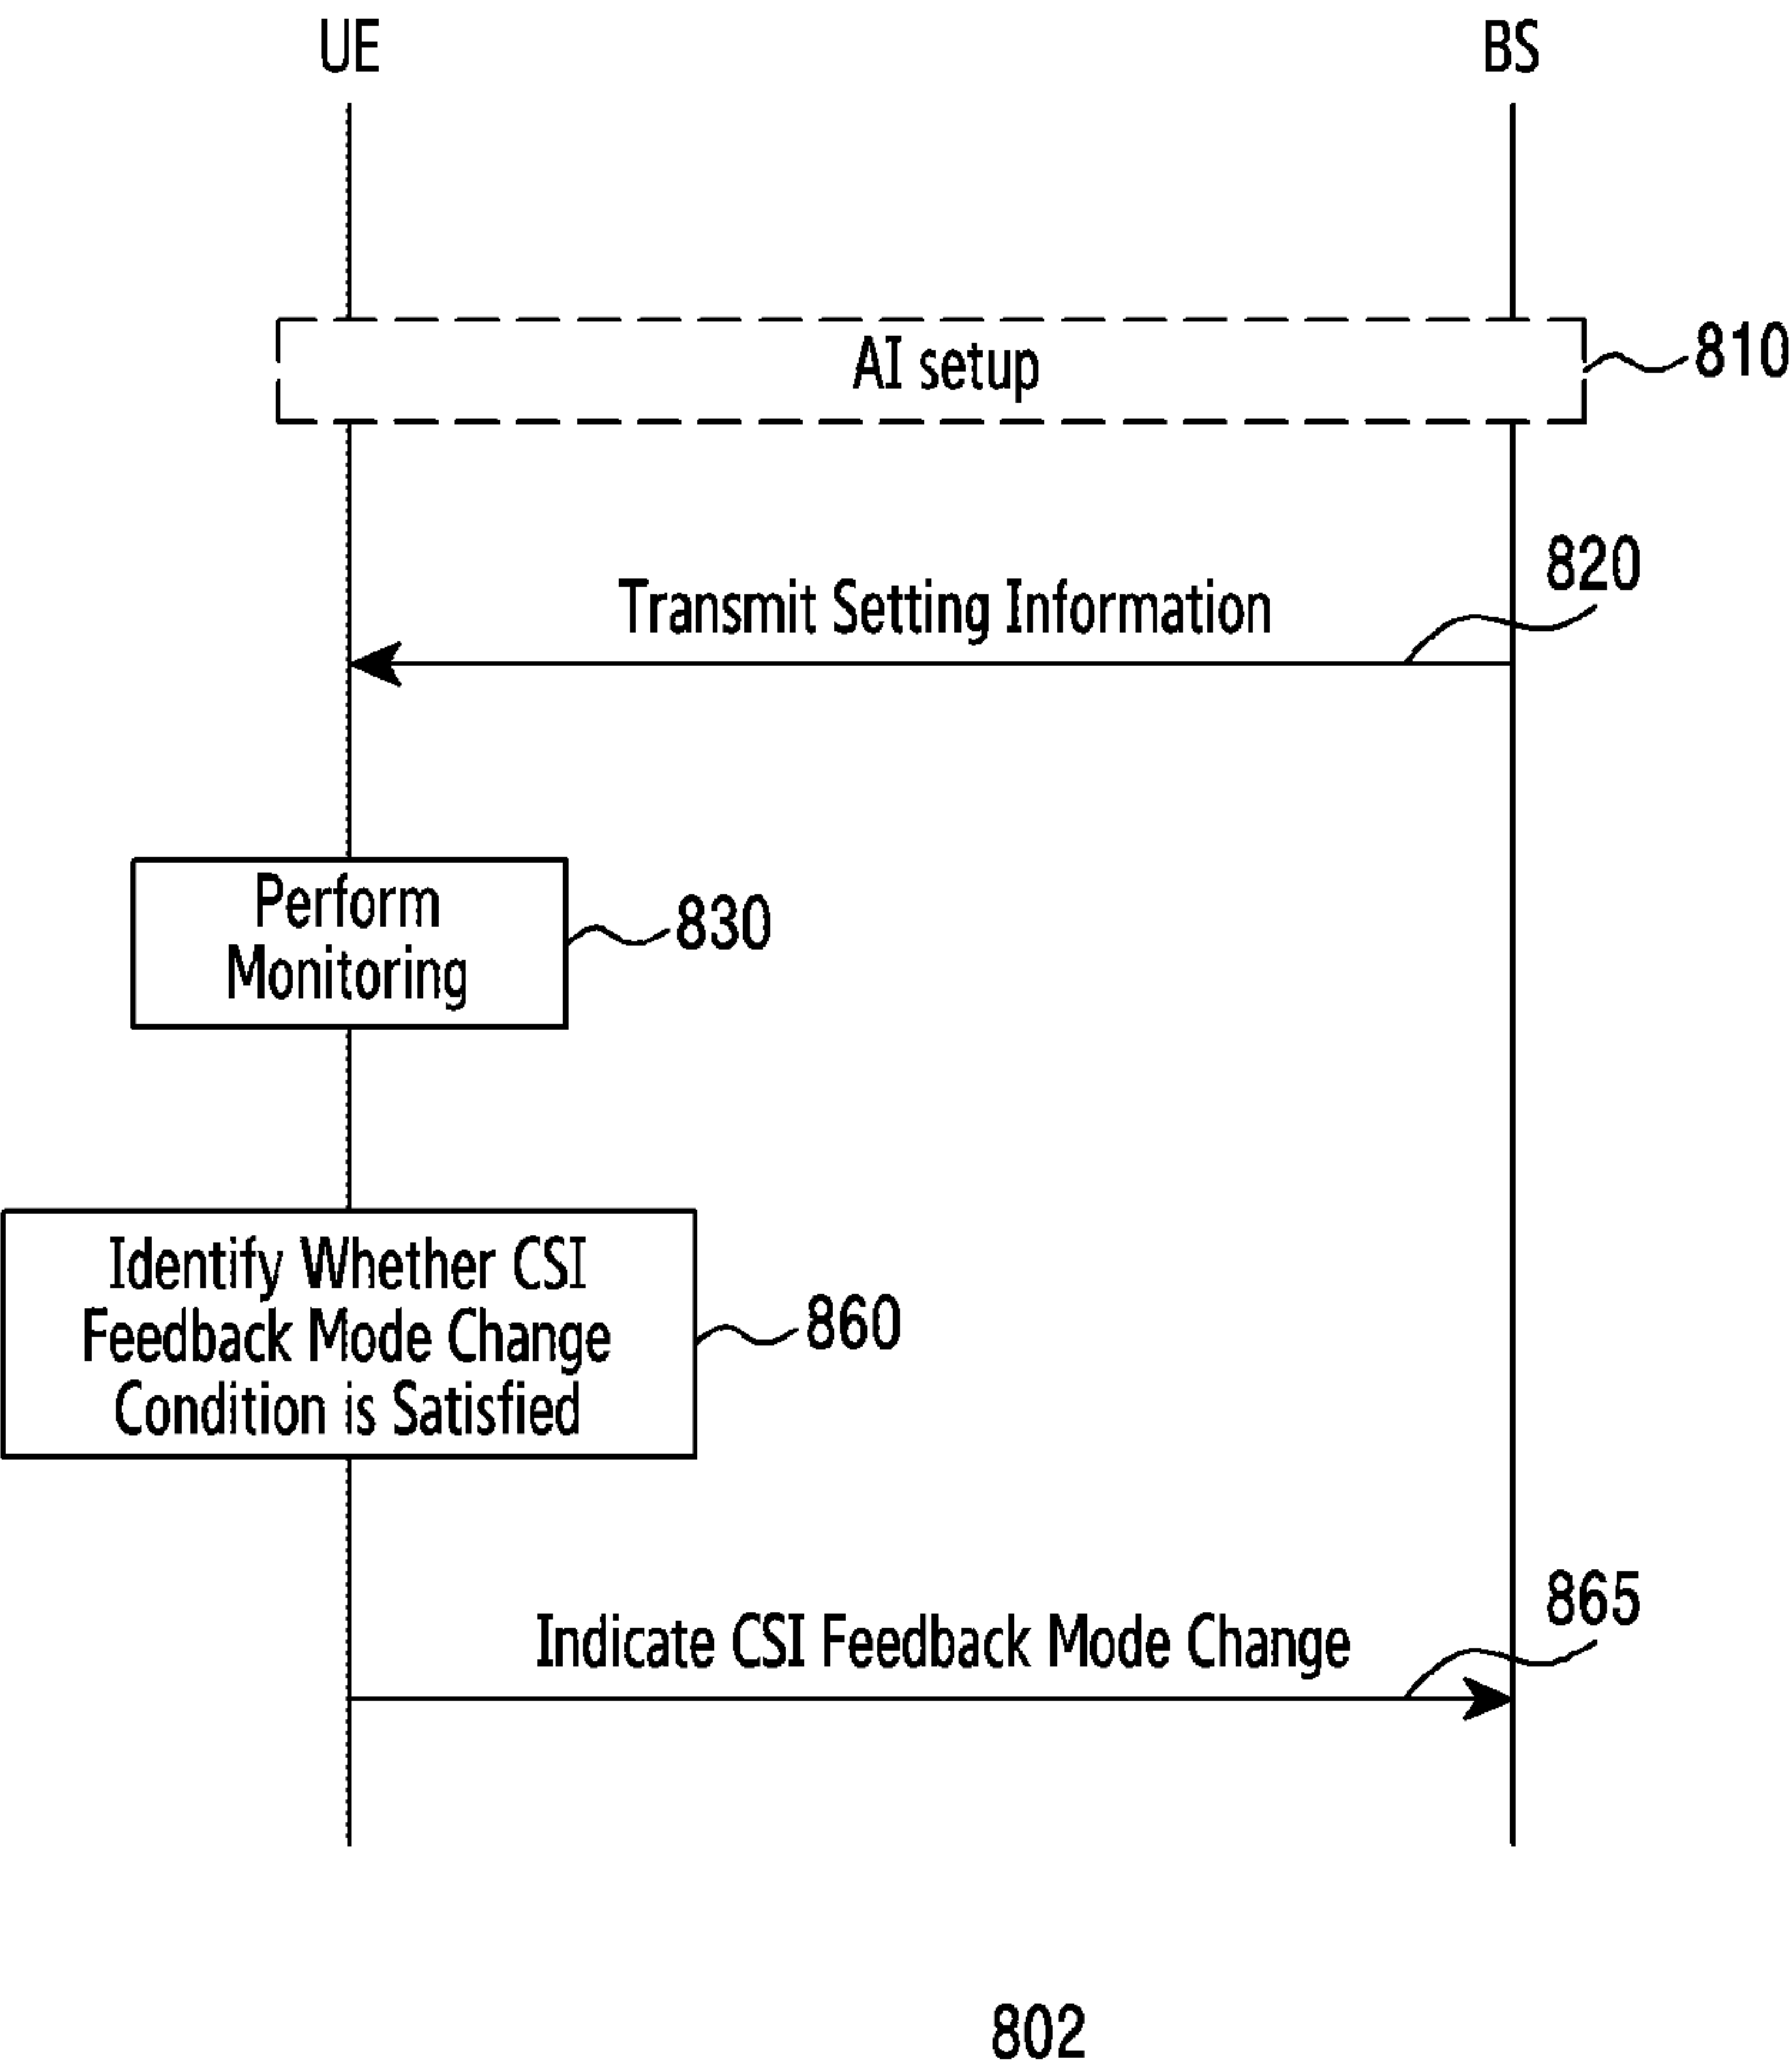 UE
BS
AI setup
810
820
Transmit Setting Information
Perform
Monitoring
830
Identify Whether CSI
Feedback Mode Change
Condition is Satisfied
860
865
Indicate CSI Feedback Mode Change
802